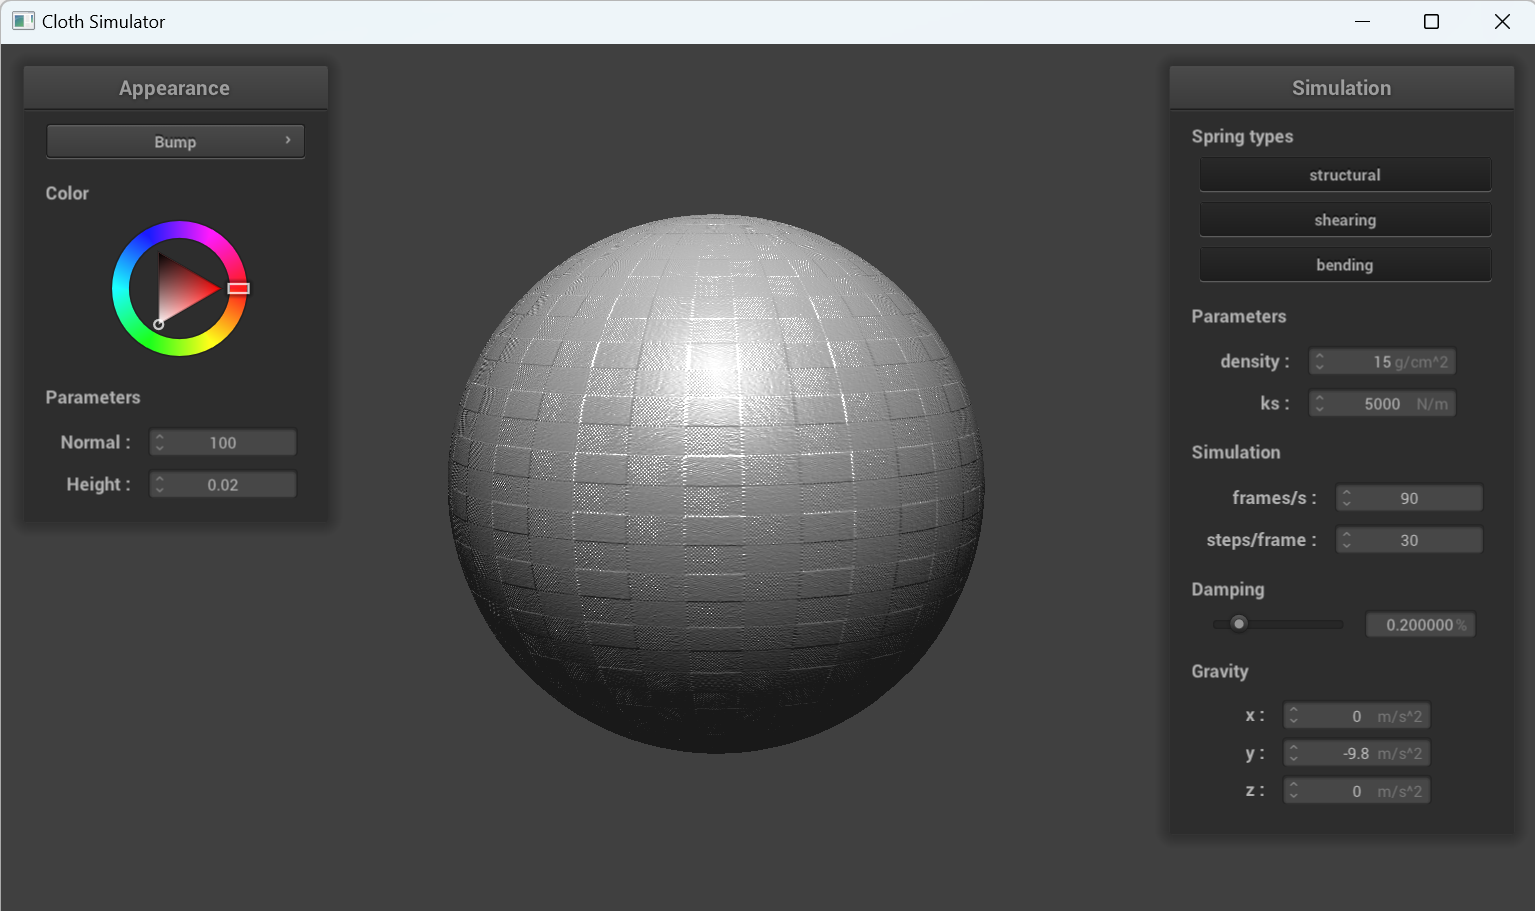 Cloth Simulator
Appearance
Bump
Color
Parameters
Normal : 100
Height : 0.02
Simulation
Spring types
structural
shearing
bending
Parameters
density : 15 g/cm^2
ks : 5000 N/m
Simulation
frames/s : 90
steps/frame : 30
Damping
0.200000 %
Gravity
x : 0 m/s^2
y : -9.8 m/s^2
z : 0 m/s^2